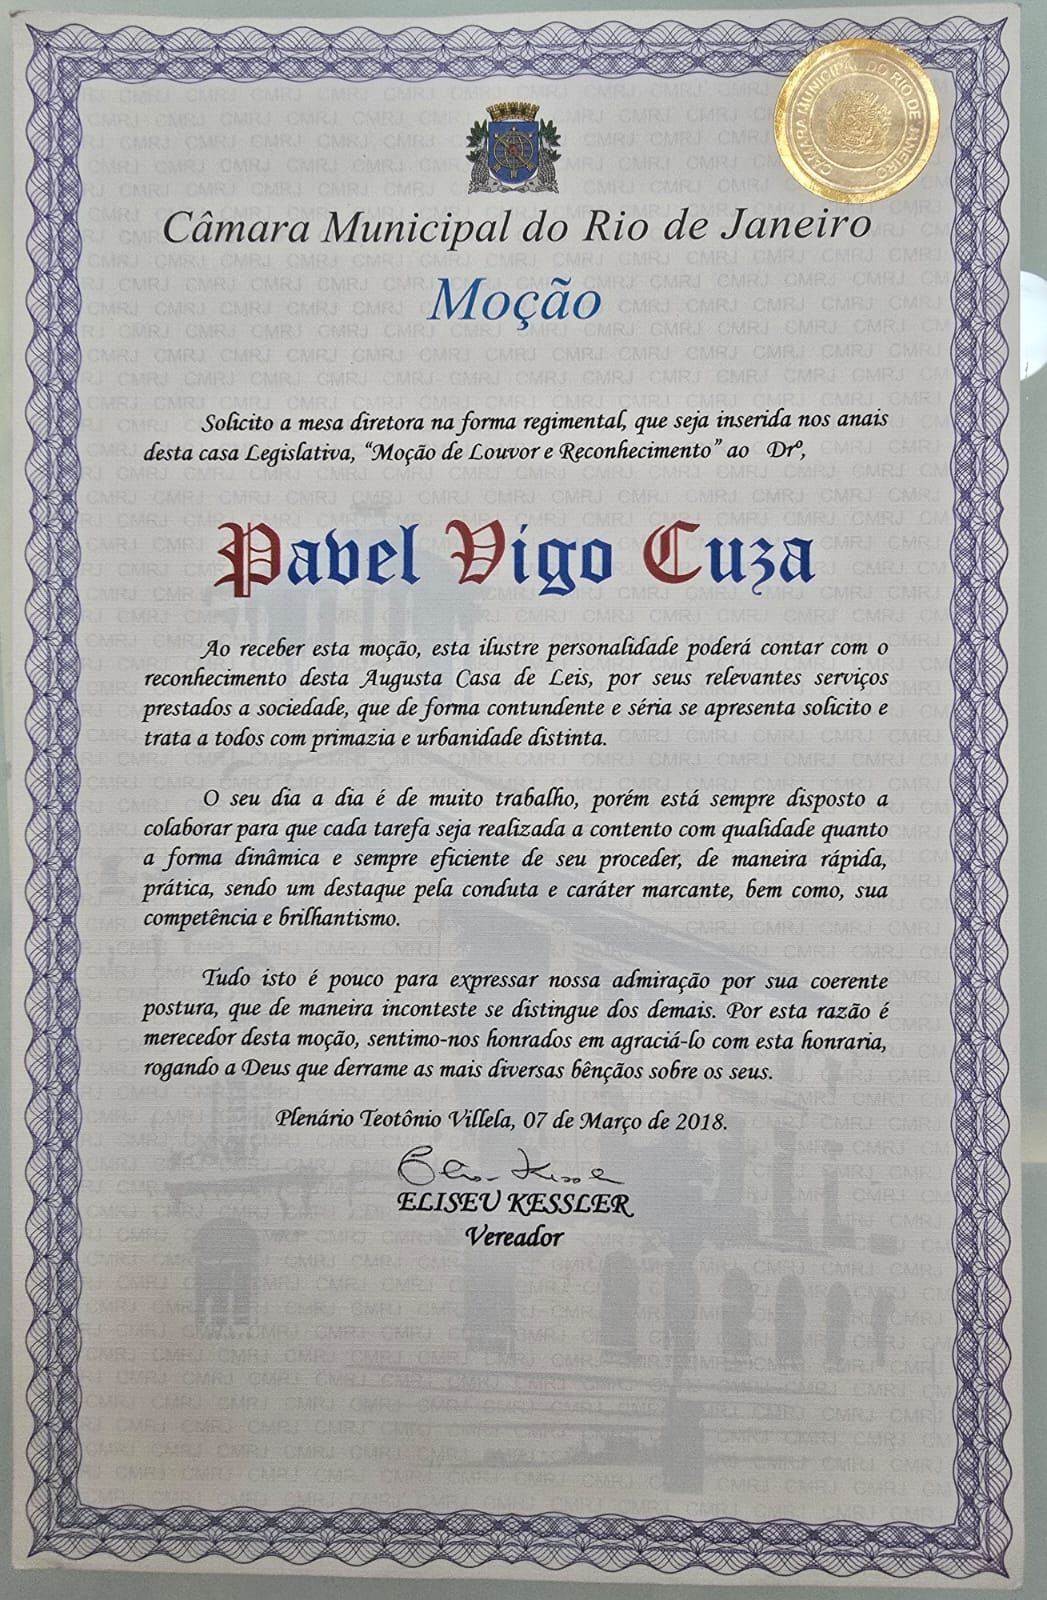 CÂMARA MUNICIPAL DO RIO DE JANEIRO
Câmara Municipal do Rio de Janeiro
Moção
Solicito a mesa diretora na forma regimental, que seja inserida nos anais
desta casa Legislativa, “Moção de Louvor e Reconhecimento” ao Drº,
Pavel Vigo Cuza
Ao receber esta moção, esta ilustre personalidade poderá contar com o
reconhecimento desta Augusta Casa de Leis, por seus relevantes serviços
prestados a sociedade, que de forma contundente e séria se apresenta solicito e
trata a todos com primazia e urbanidade distinta.
O seu dia a dia é de muito trabalho, porém está sempre disposto a
colaborar para que cada tarefa seja realizada a contento com qualidade quanto
a forma dinâmica e sempre eficiente de seu proceder, de maneira rápida,
prática, sendo um destaque pela conduta e caráter marcante, bem como, sua
competência e brilhantismo.
Tudo isto é pouco para expressar nossa admiração por sua coerente
postura, que de maneira inconteste se distingue dos demais. Por esta razão é
merecedor desta moção, sentimo-nos honrados em agraciá-lo com esta honraria,
rogando a Deus que derrame as mais diversas bênçãos sobre os seus.
Plenário Teotônio Villela, 07 de Março de 2018.
ELISEU KESSLER
Vereador